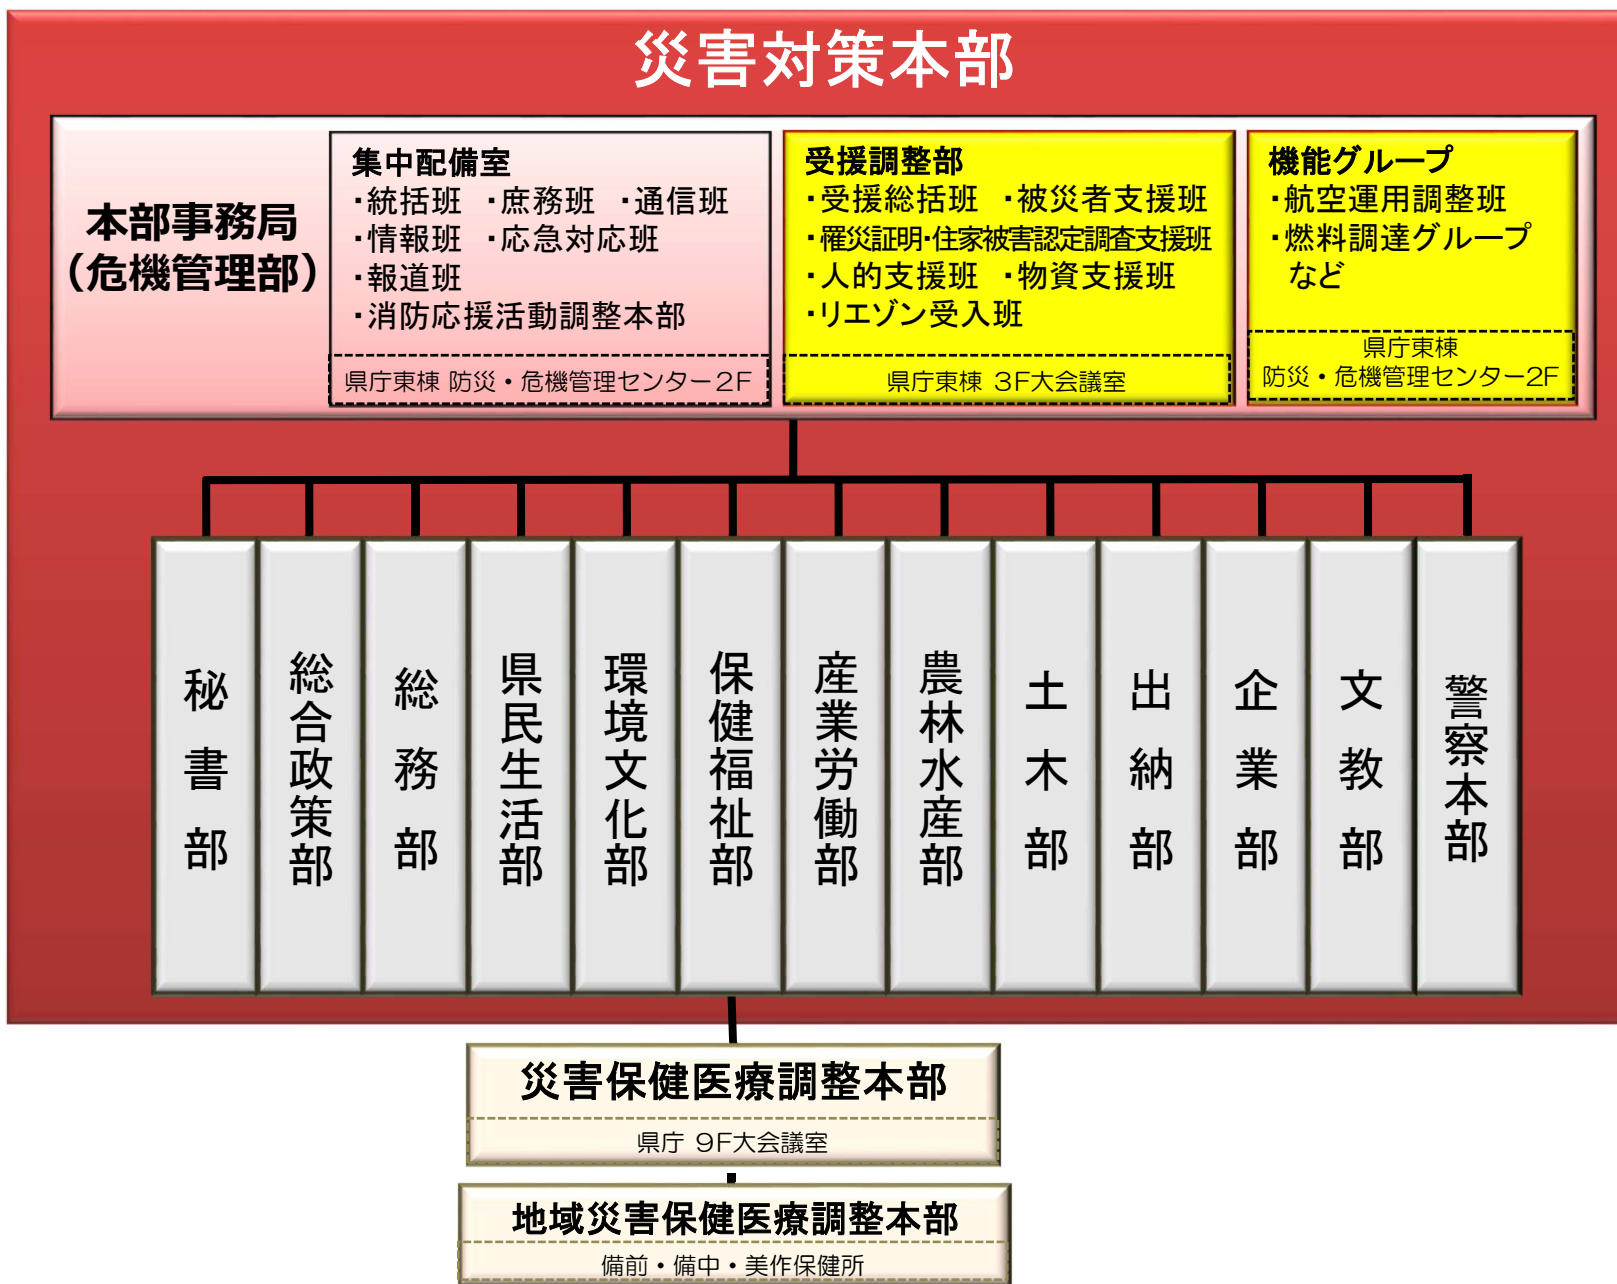 災害対策本部
本部事務局
（危機管理部）
集中配備室
・統括班 ・庶務班 ・通信班
・情報班 ・応急対応班
・報道班
・消防応援活動調整本部
県庁東棟 防災・危機管理センター２F
受援調整部
・受援総括班 ・被災者支援班
・罹災証明・住家被害認定調査支援班
・人的支援班 ・物資支援班
・リエゾン受入班
県庁東棟 ３F大会議室
機能グループ
・航空運用調整班
・燃料調達グループ
など
県庁東棟
防災・危機管理センター2F
秘書部
総合政策部
総務部
県民生活部
環境文化部
保健福祉部
産業労働部
農林水産部
土木部
出納部
企業部
文教部
警察本部
災害保健医療調整本部
県庁 ９F大会議室
地域災害保健医療調整本部
備前・備中・美作保健所